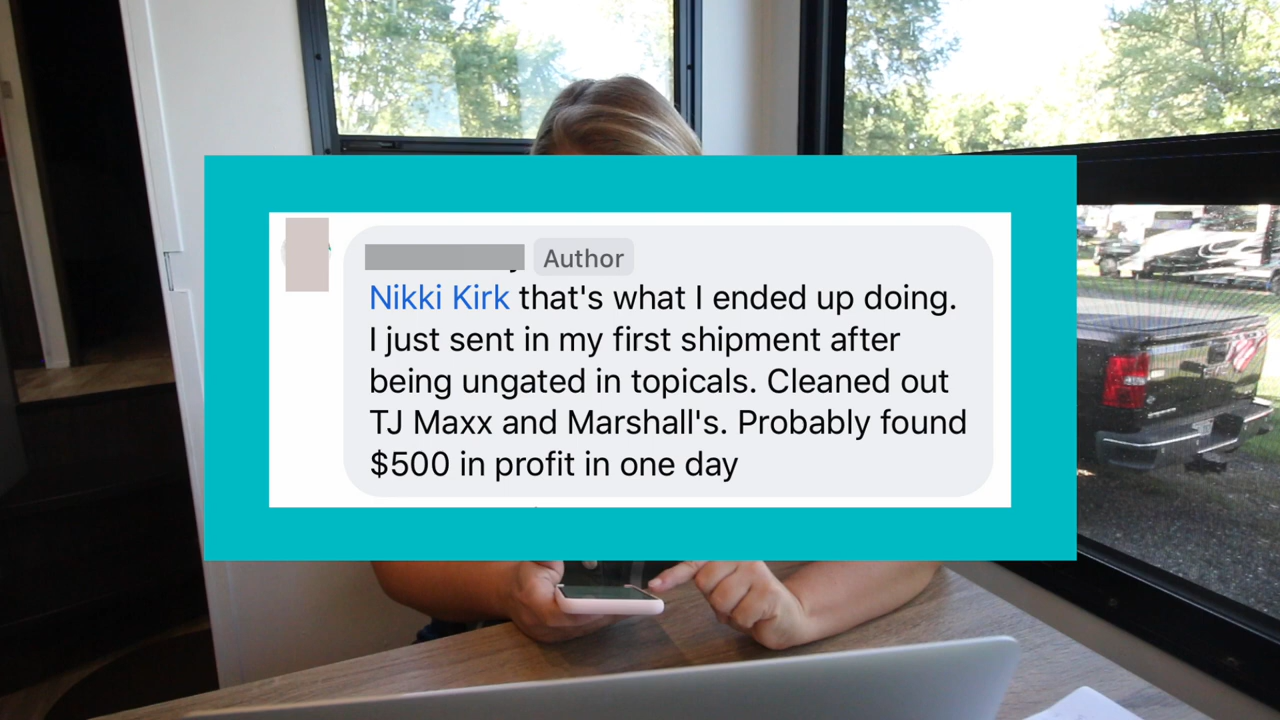 Author
Nikki Kirk that's what I ended up doing.
I just sent in my first shipment after
being ungated in topicals. Cleaned out
TJ Maxx and Marshall's. Probably found
$500 in profit in one day